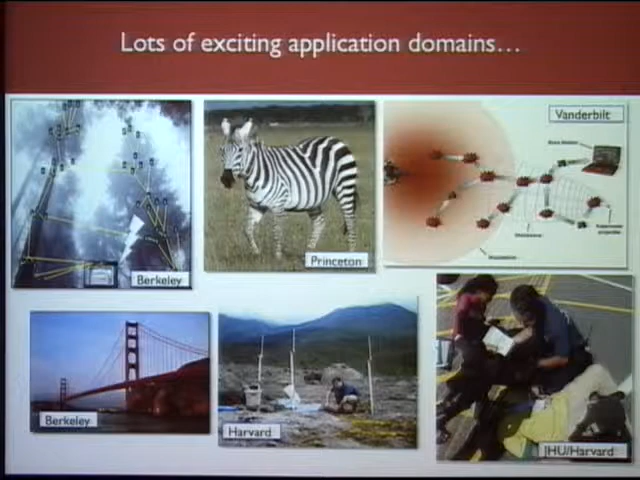 Lots of exciting application domains...
Vanderbilt
Berkeley
Princeton
Berkeley
Harvard
JHU/Harvard